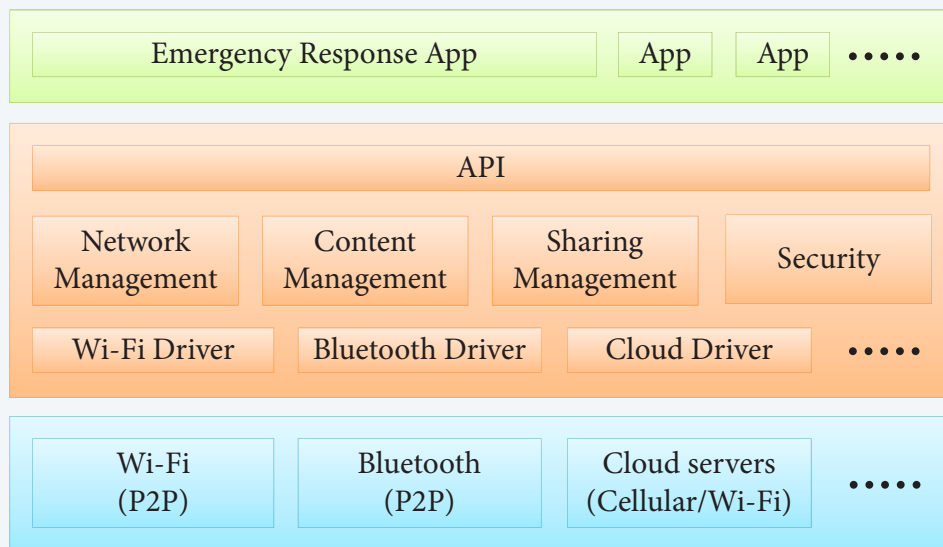 Emergency Response App
App
App
.....
API
Network
Management
Content
Management
Sharing
Management
Security
Wi-Fi Driver
Bluetooth Driver
Cloud Driver
.....
Wi-Fi
(P2P)
Bluetooth
(P2P)
Cloud servers
(Cellular/Wi-Fi)
.....